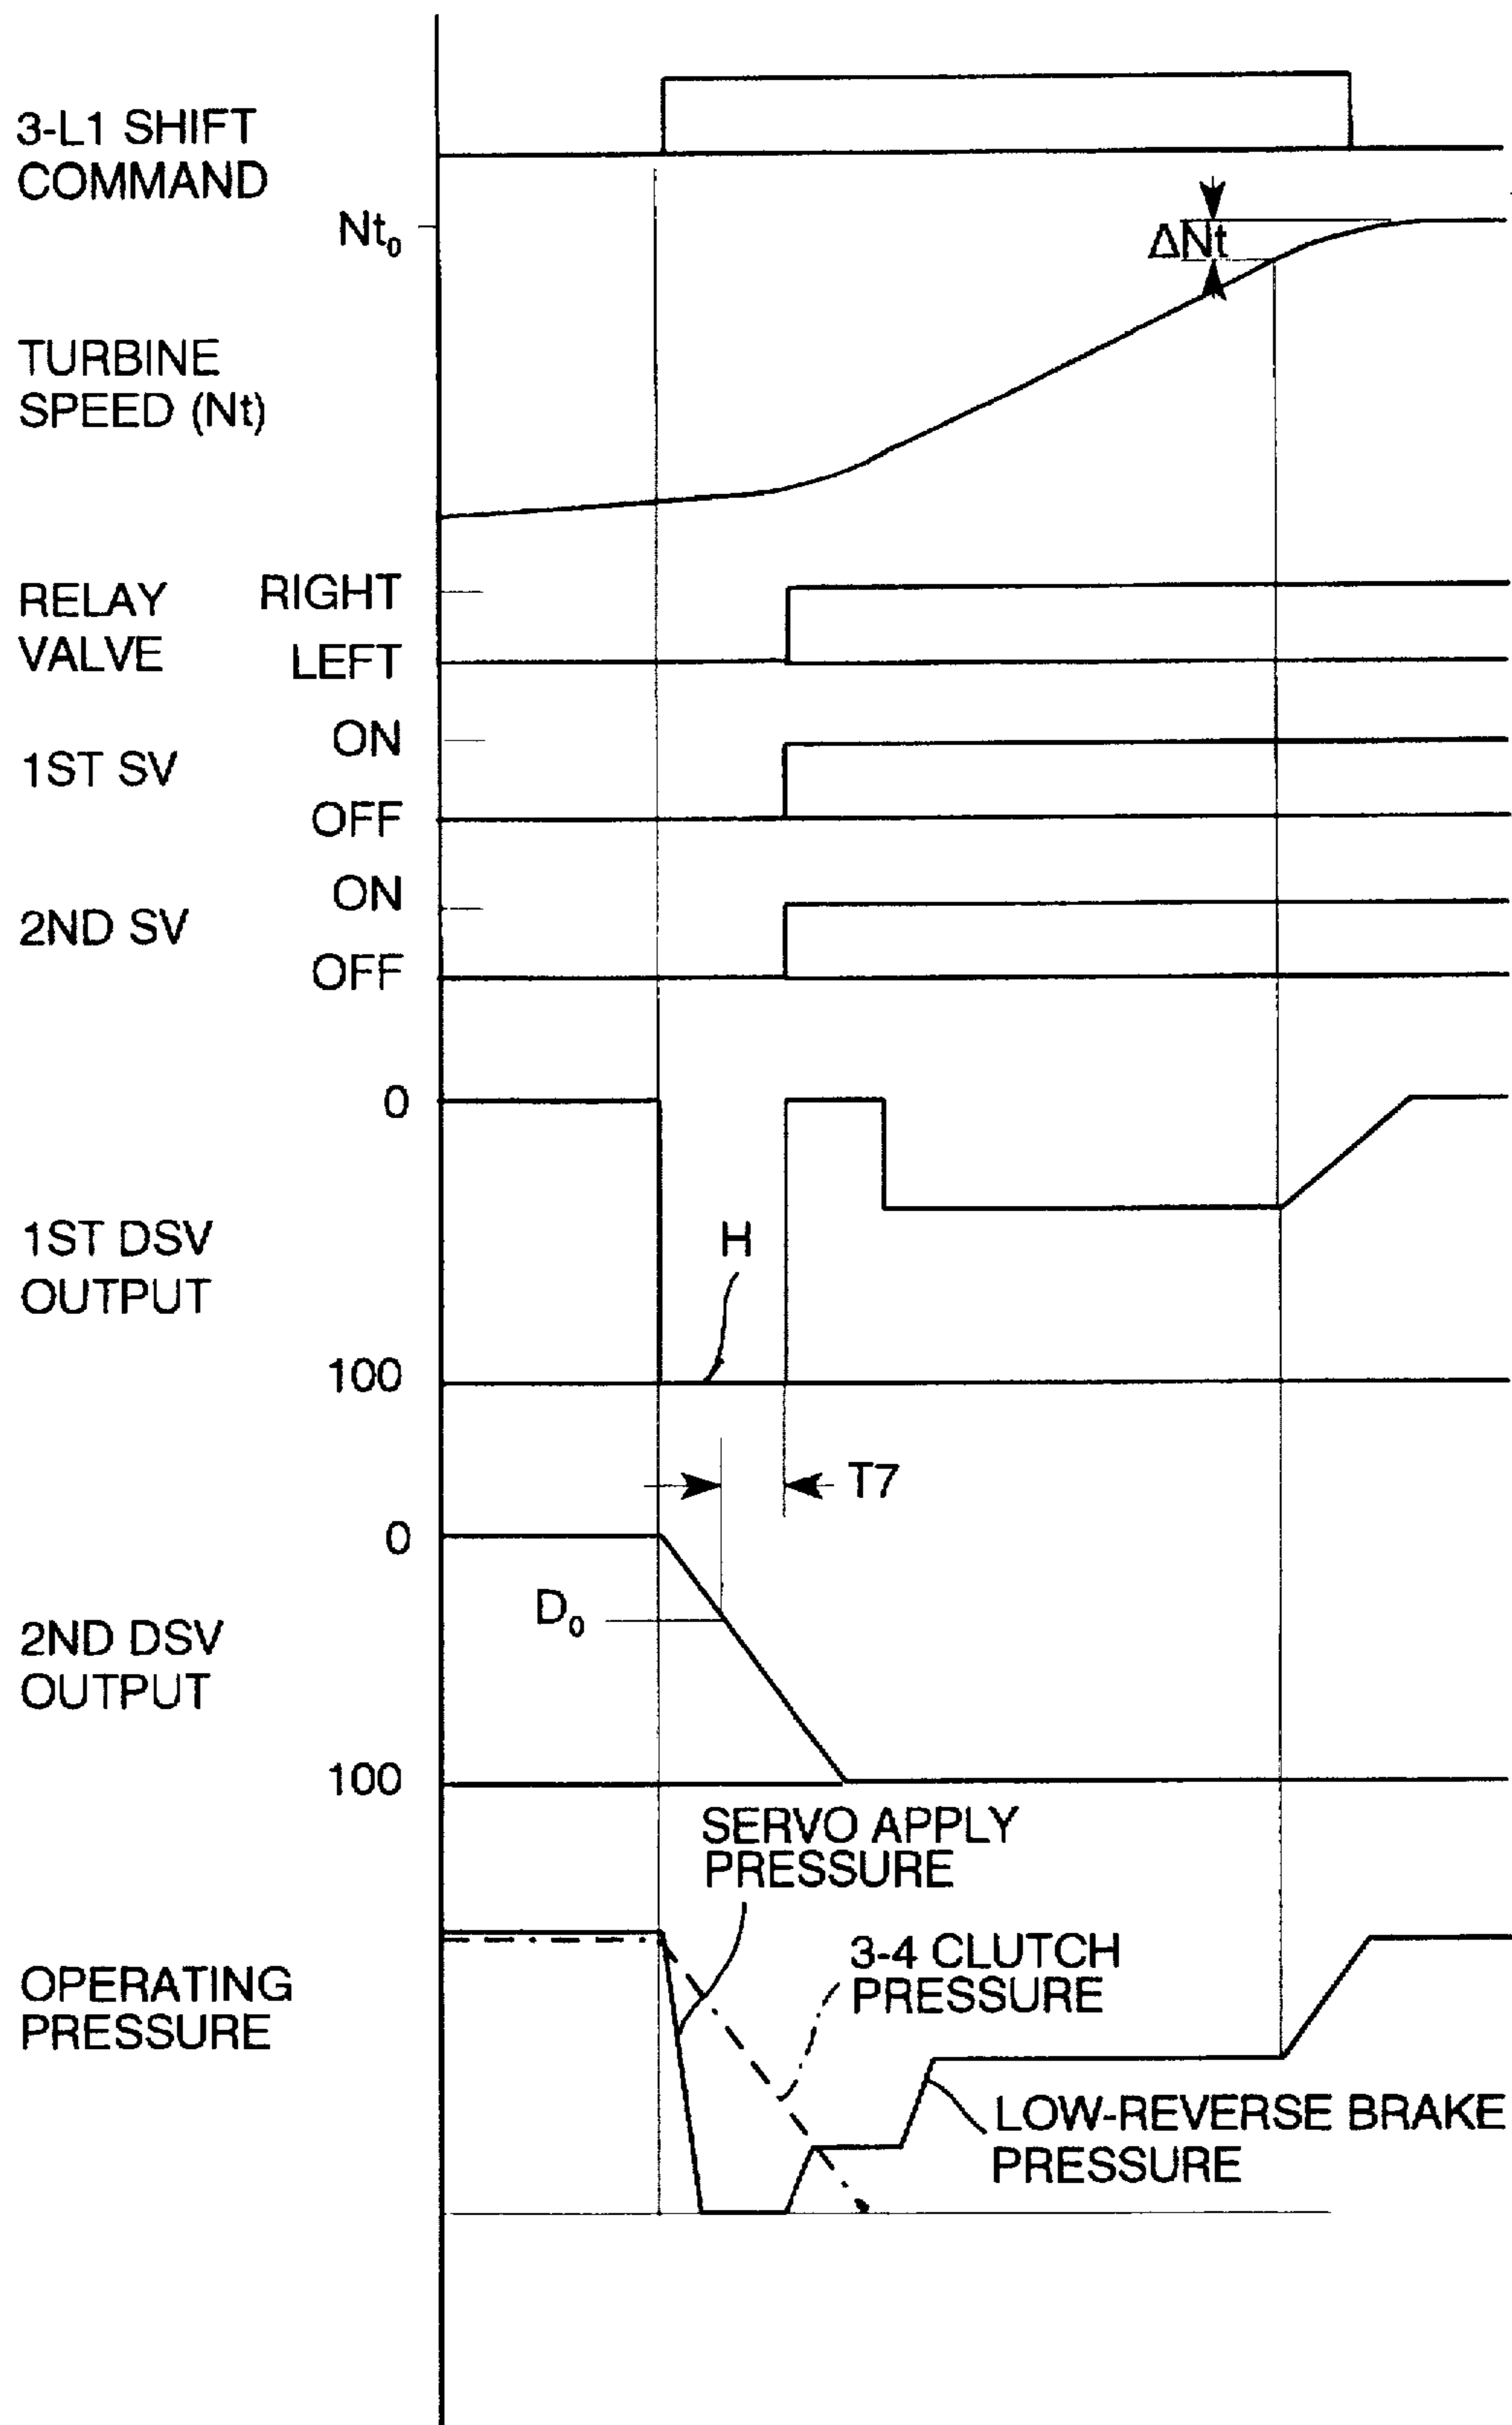 3-L1 SHIFT
COMMAND
Nt₀
ΔNt
TURBINE
SPEED (Nt)
RELAY
VALVE
RIGHT
LEFT
1ST SV
ON
OFF
2ND SV
ON
OFF
0
1ST DSV
OUTPUT
H
100
T7
0
D₀
2ND DSV
OUTPUT
100
SERVO APPLY
PRESSURE
3-4 CLUTCH
PRESSURE
OPERATING
PRESSURE
LOW-REVERSE BRAKE
PRESSURE